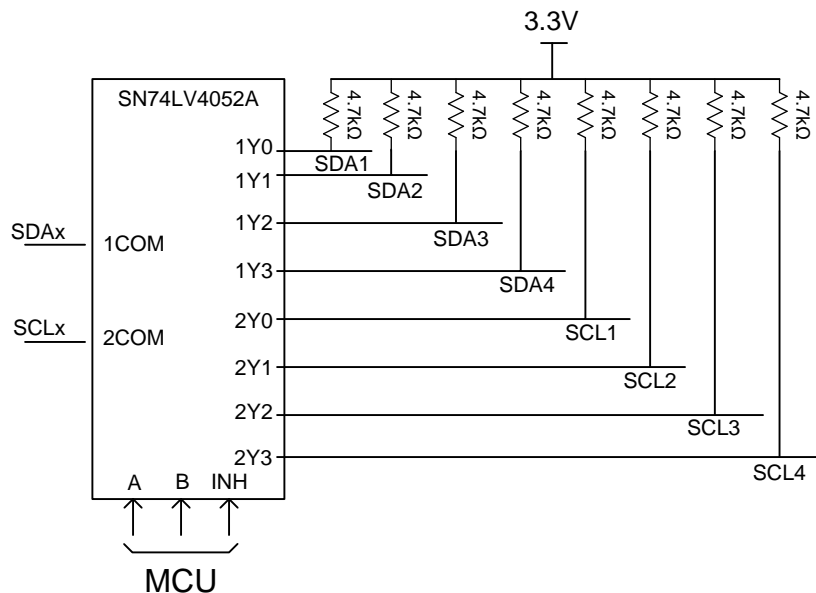 3.3V
SN74LV4052A
4.7kΩ
4.7kΩ
4.7kΩ
4.7kΩ
4.7kΩ
4.7kΩ
4.7kΩ
4.7kΩ
1Y0
SDA1
1Y1
SDA2
1Y2
SDA3
SDAx
1COM
1Y3
SDA4
2Y0
SCL1
SCLx
2COM
2Y1
SCL2
2Y2
SCL3
2Y3
SCL4
A B INH
MCU